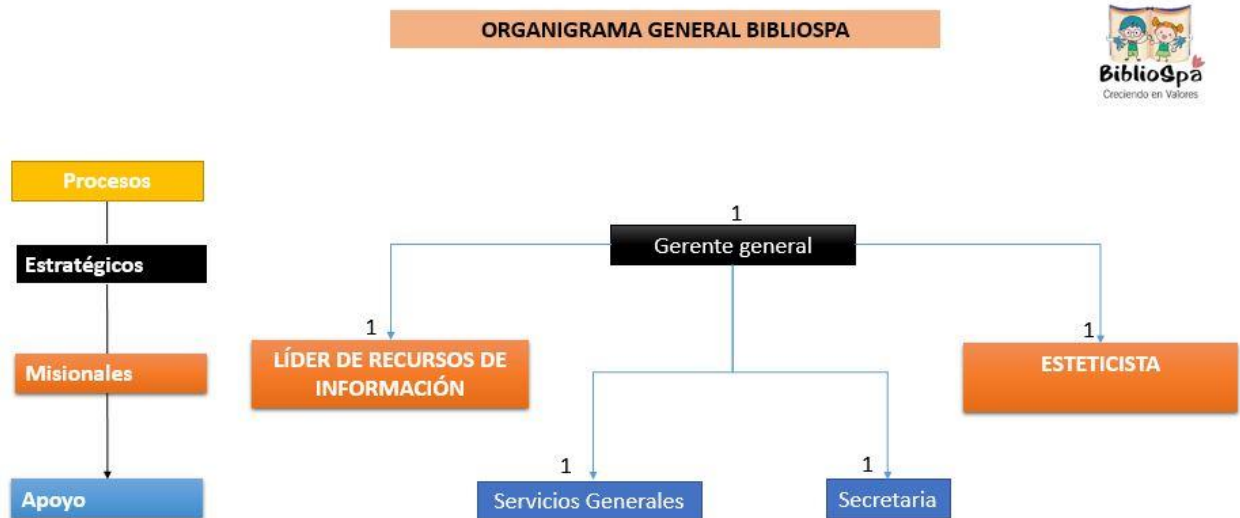 ORGANIGRAMA GENERAL BIBLIOSPA
BiblioSpa
Creciendo en Valores
Procesos
Estratégicos
Misionales
Apoyo
1
Gerente general
1
LÍDER DE RECURSOS DE
INFORMACIÓN
1
ESTETICISTA
1
Servicios Generales
1
Secretaria